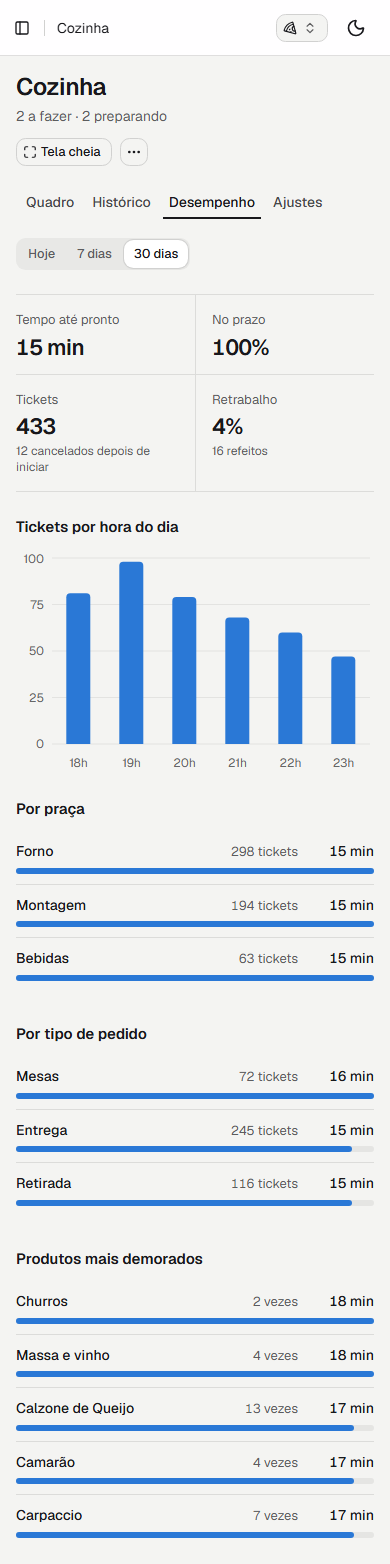 Cozinha
Cozinha
2 a fazer · 2 preparando
Tela cheia
Quadro Histórico Desempenho Ajustes
Hoje 7 dias 30 dias
Tempo até pronto No prazo
15 min 100%
Tickets Retrabalho
433 4%
12 cancelados depois de 16 refeitos
iniciar
Tickets por hora do dia
100
75
50
25
0
18h 19h 20h 21h 22h 23h
Por praça
Forno 298 tickets 15 min
Montagem 194 tickets 15 min
Bebidas 63 tickets 15 min
Por tipo de pedido
Mesas 72 tickets 16 min
Entrega 245 tickets 15 min
Retirada 116 tickets 15 min
Produtos mais demorados
Churros 2 vezes 18 min
Massa e vinho 4 vezes 18 min
Calzone de Queijo 13 vezes 17 min
Camarão 4 vezes 17 min
Carpaccio 7 vezes 17 min